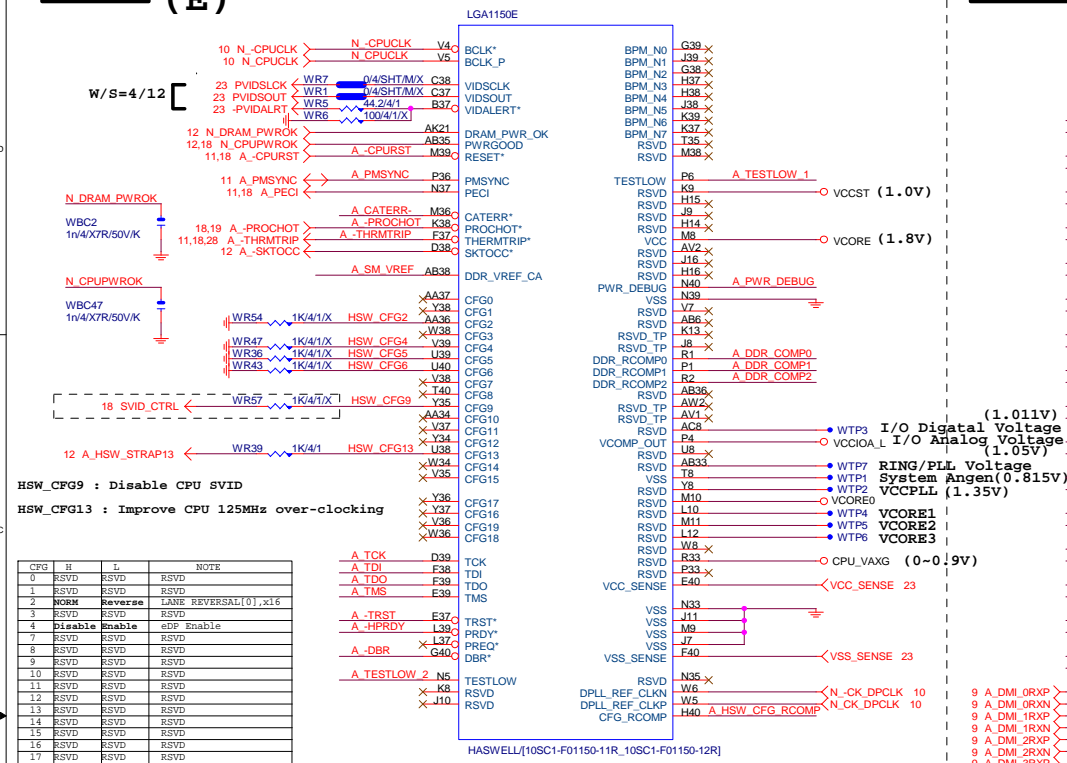 (E)
LGA1150E
10 N_-CPUCLK N_-CPUCLK V4 BCLK* BPM_N0 G39
10 N_CPUCLK N_CPUCLK V5 BCLK_P BPM_N1 J39
BPM_N2 G38
W/S=4/12
23 PVIDSLCK WR7 0/4/SHT/M/X C38 VIDSCLK BPM_N3 H37
23 PVIDSOUT WR1 0/4/SHT/M/X C37 VIDSOUT BPM_N4 H38
23 -PVIDALRT WR5 44.2/4/1 B37 VIDALERT* BPM_N5 J38
WR6 100/4/1/X BPM_N6 K39
12 N_DRAM_PWROK AK21 DRAM_PWR_OK BPM_N7 K37
12,18 N_CPUPWROK AB35 PWRGOOD RSVD T35
11,18 A_-CPURST A_-CPURST M39 RESET* RSVD M38
11 A_PMSYNC A_PMSYNC P36 PMSYNC TESTLOW P6 A_TESTLOW_1
11,18 A_PECI N37 PECI RSVD K9 VCCST (1.0V)
RSVD H15
A_CATERR- M36 CATERR* RSVD J9
18,19 A_-PROCHOT A_-PROCHOT K38 PROCHOT* RSVD H14
11,18,28 A_-THRMTRIP A_-THRMTRIP F37 THERMTRIP* VCC M8 VCORE (1.8V)
12 A_-SKTOCC D38 SKTOCC* RSVD AV2
RSVD J16
A_SM_VREF AB38 DDR_VREF_CA RSVD H16
PWR_DEBUG N40 A_PWR_DEBUG
N_DRAM_PWROK
WBC2
1n/4/X7R/50V/K
N_CPUPWROK
WBC47
1n/4/X7R/50V/K
AA37 CFG0 VSS N39
Y38 CFG1 RSVD V7
WR54 1K/4/1/X HSW_CFG2 AA36 CFG2 RSVD AB6
W38 CFG3 RSVD_TP K13
WR47 1K/4/1/X HSW_CFG4 V39 CFG4 RSVD_TP J8
WR36 1K/4/1/X HSW_CFG5 U39 CFG5 DDR_RCOMP0 R1 A_DDR_COMP0
WR43 1K/4/1/X HSW_CFG6 U40 CFG6 DDR_RCOMP1 P1 A_DDR_COMP1
V38 CFG7 DDR_RCOMP2 R2 A_DDR_COMP2
T40 CFG8 RSVD AB36
18 SVID_CTRL WR57 1K/4/1/X HSW_CFG9 Y35 CFG9 RSVD_TP AW2
AA34 CFG10 RSVD_TP AV1
(1.011V)
V37 CFG11 RSVD AC8 WTP3 I/O Digatal Voltage
Y34 CFG12 VCOMP_OUT P4 VCCIOA_L I/O Analog Voltage
(1.05V)
12 A_HSW_STRAP13 WR39 1K/4/1 HSW_CFG13 U38 CFG13 RSVD U8
W34 CFG14 RSVD AB33 WTP7 RING/PLL Voltage
V35 CFG15 VSS T8 WTP1 System Angen(0.815V)
RSVD Y8 WTP2 VCCPLL (1.35V)
HSW_CFG9 : Disable CPU SVID
HSW_CFG13 : Improve CPU 125MHz over-clocking
Y36 CFG17 RSVD M10 VCORE0
Y37 CFG16 RSVD L10 WTP4 VCORE1
V36 CFG19 RSVD M11 WTP5 VCORE2
W36 CFG18 RSVD L12 WTP6 VCORE3
RSVD W8
A_TCK D39 TCK RSVD R33 CPU_VAXG (0~0.9V)
A_TDI F38 TDI RSVD P33
A_TDO F39 TDO VCC_SENSE E40 VCC_SENSE 23
A_TMS E39 TMS
A_-TRST E37 TRST* VSS N33
A_-HPRDY L39 PRDY* VSS J11
L37 PREQ* VSS M9
A_-DBR G40 DBR* VSS J7
VSS_SENSE F40 VSS_SENSE 23
A_TESTLOW_2 N5 TESTLOW RSVD N35
K8 RSVD DPLL_REF_CLKN W6 N_-CK_DPCLK 10
J10 RSVD DPLL_REF_CLKP W5 N_CK_DPCLK 10
CFG_RCOMP H40 A_HSW_CFG_RCOMP
HASWELL/[10SC1-F01150-11R_10SC1-F01150-12R]
CFG H L NOTE
0 RSVD RSVD RSVD
1 RSVD RSVD RSVD
2 NORM Reverse LANE REVERSAL[0],x16
3 RSVD RSVD RSVD
4 Disable Enable eDP Enable
7 RSVD RSVD RSVD
8 RSVD RSVD RSVD
9 RSVD RSVD RSVD
10 RSVD RSVD RSVD
11 RSVD RSVD RSVD
12 RSVD RSVD RSVD
13 RSVD RSVD RSVD
14 RSVD RSVD RSVD
15 RSVD RSVD RSVD
16 RSVD RSVD RSVD
17 RSVD RSVD RSVD
9 A_DMI_0RXP
9 A_DMI_0RXN
9 A_DMI_1RXP
9 A_DMI_1RXN
9 A_DMI_2RXP
9 A_DMI_2RXN
9 A_DMI_3RXP